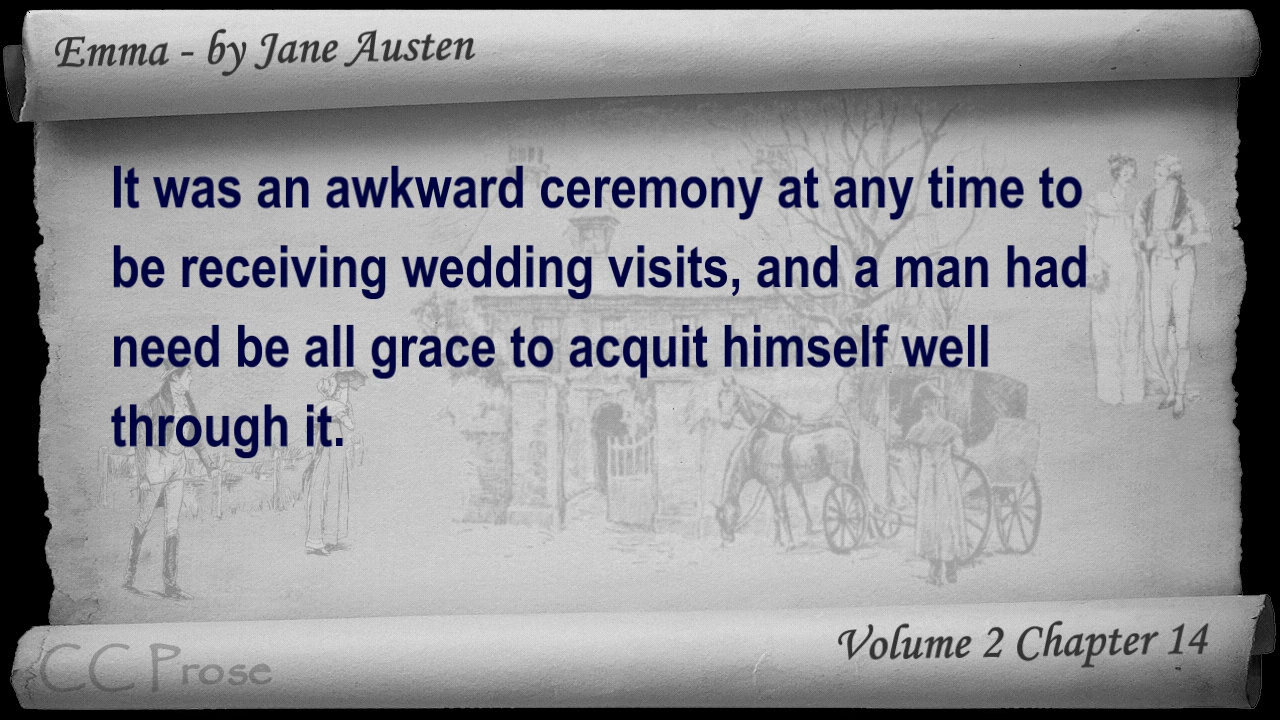 Emma - by Jane Austen
It was an awkward ceremony at any time to
be receiving wedding visits, and a man had
need be all grace to acquit himself well
through it.
Volume 2 Chapter 14
CC Prose